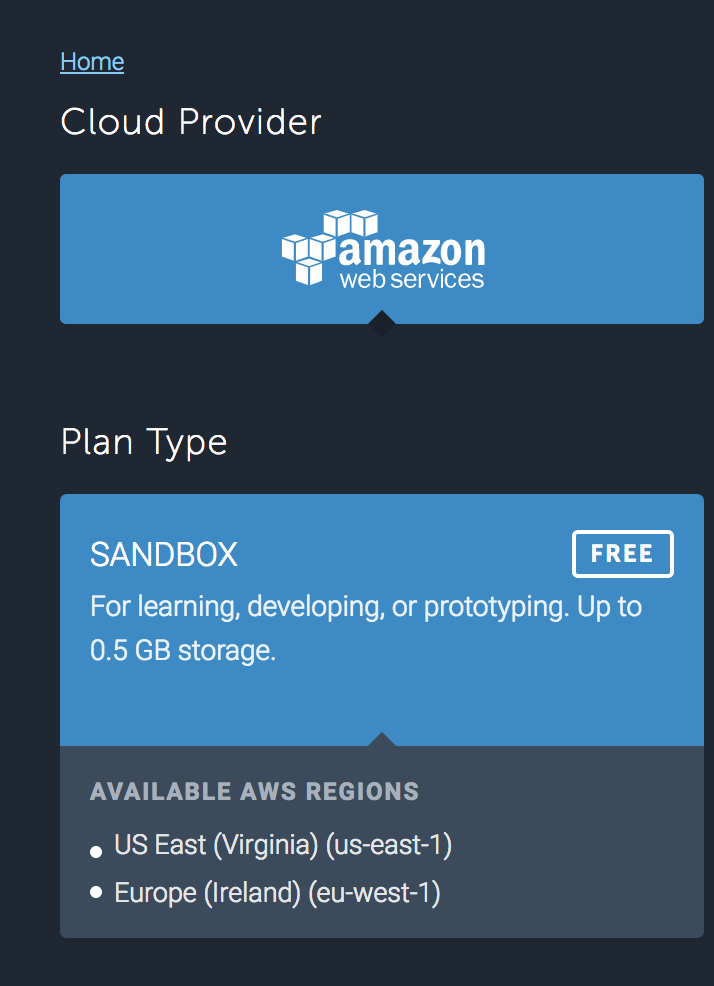 Home
Cloud Provider
amazon
web services
Plan Type
SANDBOX
FREE
For learning, developing, or prototyping. Up to
0.5 GB storage.
AVAILABLE AWS REGIONS
US East (Virginia) (us-east-1)
Europe (Ireland) (eu-west-1)